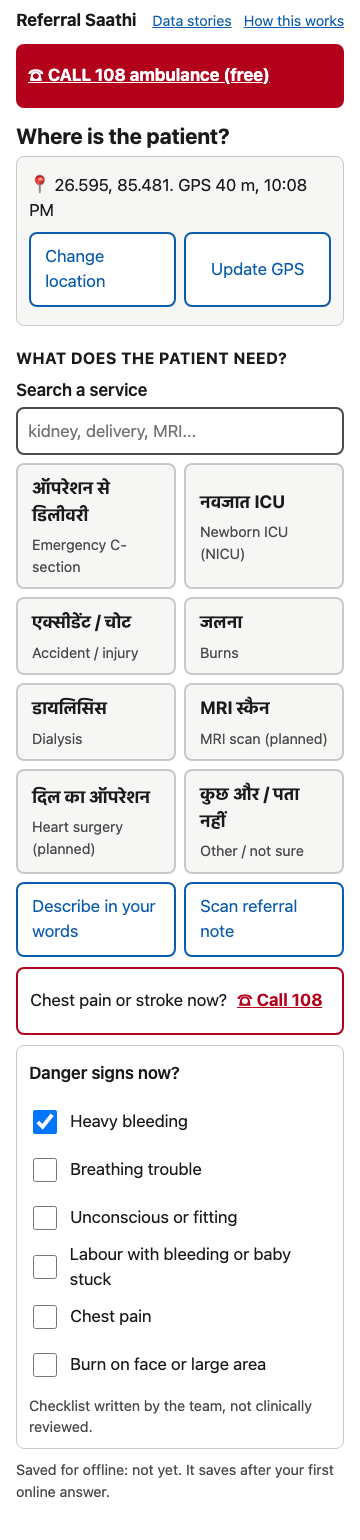 Referral Saathi Data stories How this works
☎ CALL 108 ambulance (free)
Where is the patient?
📍 26.595, 85.481. GPS 40 m, 10:08
PM
Change
location
Update GPS
WHAT DOES THE PATIENT NEED?
Search a service
kidney, delivery, MRI...
ऑपरेशन से
डिलीवरी
Emergency C-
section
नवजात ICU
Newborn ICU
(NICU)
एक्सीडेंट / चोट
Accident / injury
जलना
Burns
डायलिसिस
Dialysis
MRI स्कैन
MRI scan (planned)
दिल का ऑपरेशन
Heart surgery
(planned)
कुछ और / पता
नहीं
Other / not sure
Describe in your
words
Scan referral
note
Chest pain or stroke now? ☎ Call 108
Danger signs now?
Heavy bleeding
Breathing trouble
Unconscious or fitting
Labour with bleeding or baby
stuck
Chest pain
Burn on face or large area
Checklist written by the team, not clinically
reviewed.
Saved for offline: not yet. It saves after your first
online answer.